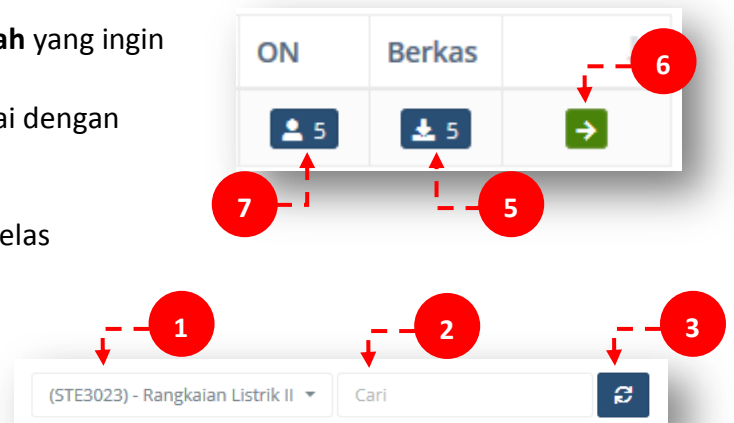 ah yang ingin
ai dengan
elas
ON Berkas
6
5 5
7 5
1 2 3
(STE3023) - Rangkaian Listrik II Cari